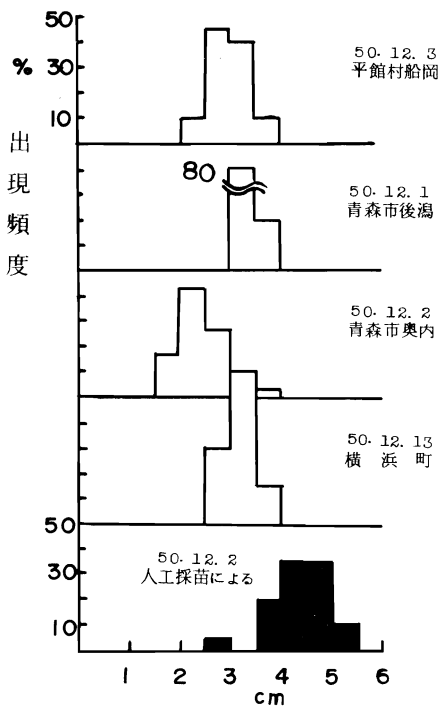 50
%
30
10
出現頻度
50. 12. 3
平館村船岡
80
50. 12. 1
青森市後潟
50. 12. 2
青森市奥内
50. 12. 13
横浜町
50
30
10
50. 12. 2
人工採苗による
1 2 3 4 5 6
cm